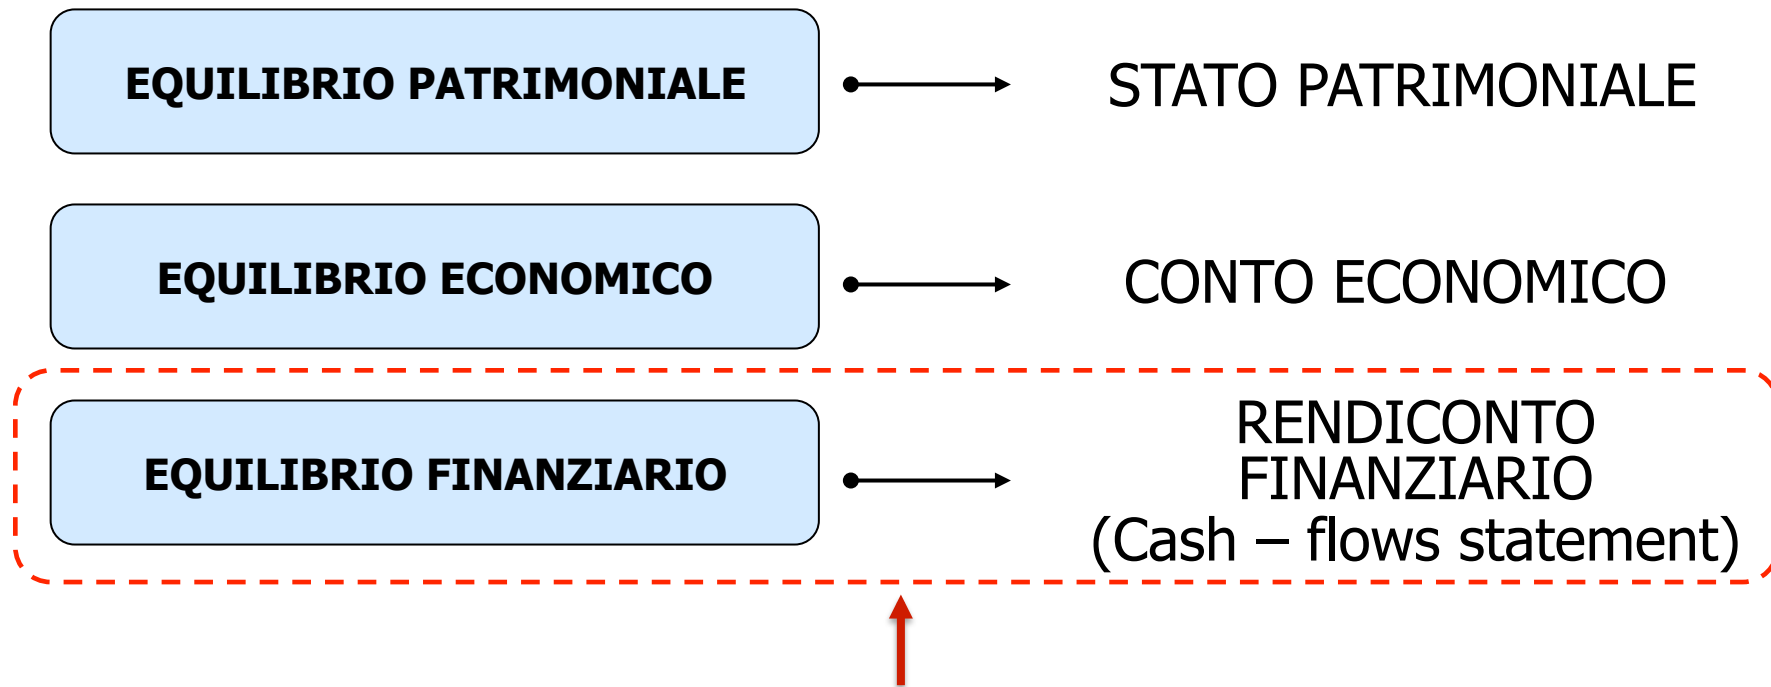 EQUILIBRIO PATRIMONIALE
STATO PATRIMONIALE
EQUILIBRIO ECONOMICO
CONTO ECONOMICO
EQUILIBRIO FINANZIARIO
RENDICONTO
FINANZIARIO
(Cash – flows statement)